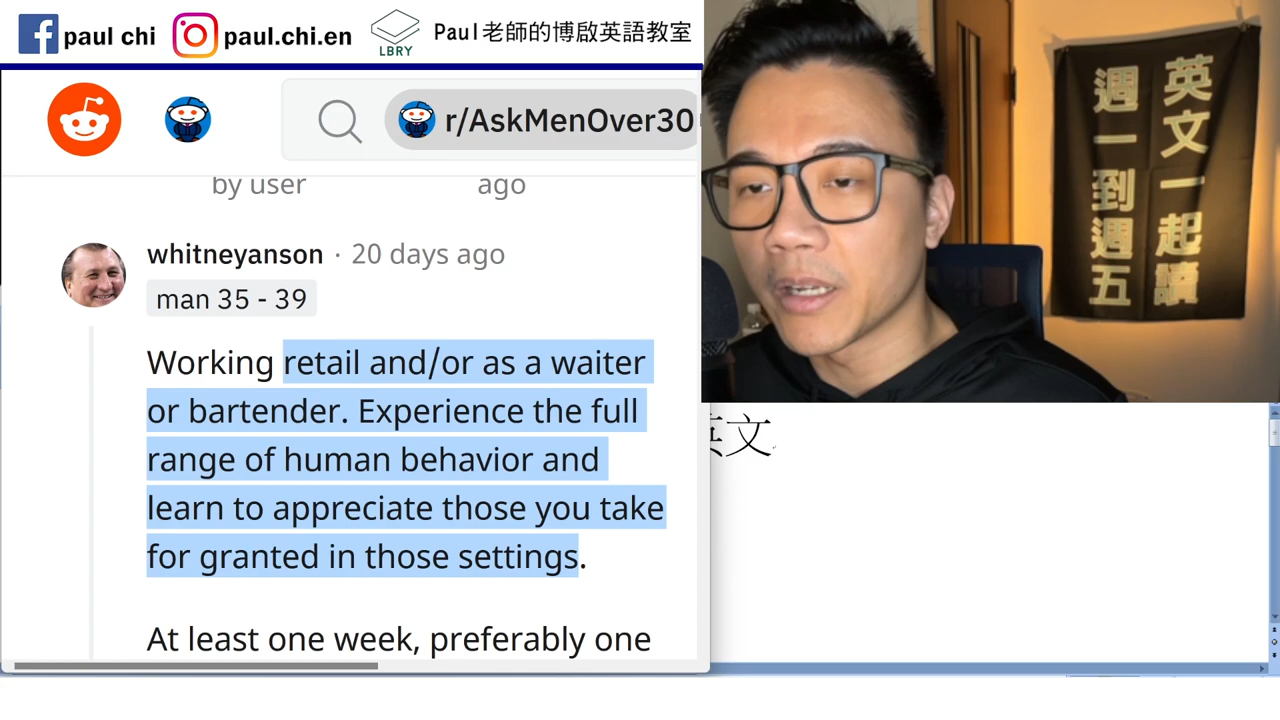 paul chi
paul.chi.en
LBRY
Paul老師的博啟英語教室
r/AskMenOver30
by user
ago
whitneyanson · 20 days ago
man 35 - 39
Working retail and/or as a waiter
or bartender. Experience the full
range of human behavior and
learn to appreciate those you take
for granted in those settings.
At least one week, preferably one
英文一起讀
週一到週五
英文